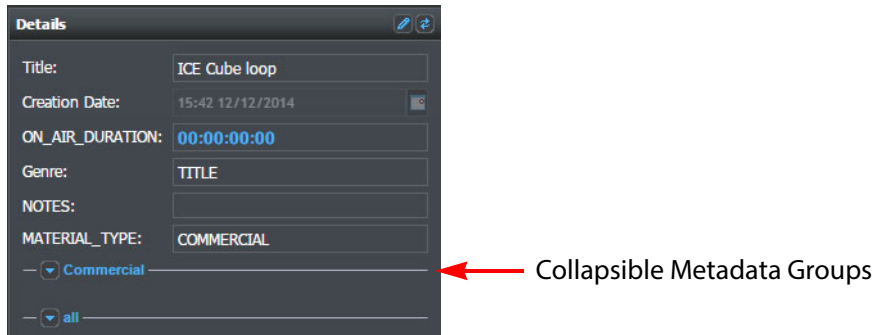 Details
Title: ICE Cube loop
Creation Date: 15:42 12/12/2014
ON_AIR_DURATION: 00:00:00:00
Genre: TITLE
NOTES:
MATERIAL_TYPE: COMMERCIAL
Commercial
Collapsible Metadata Groups
all